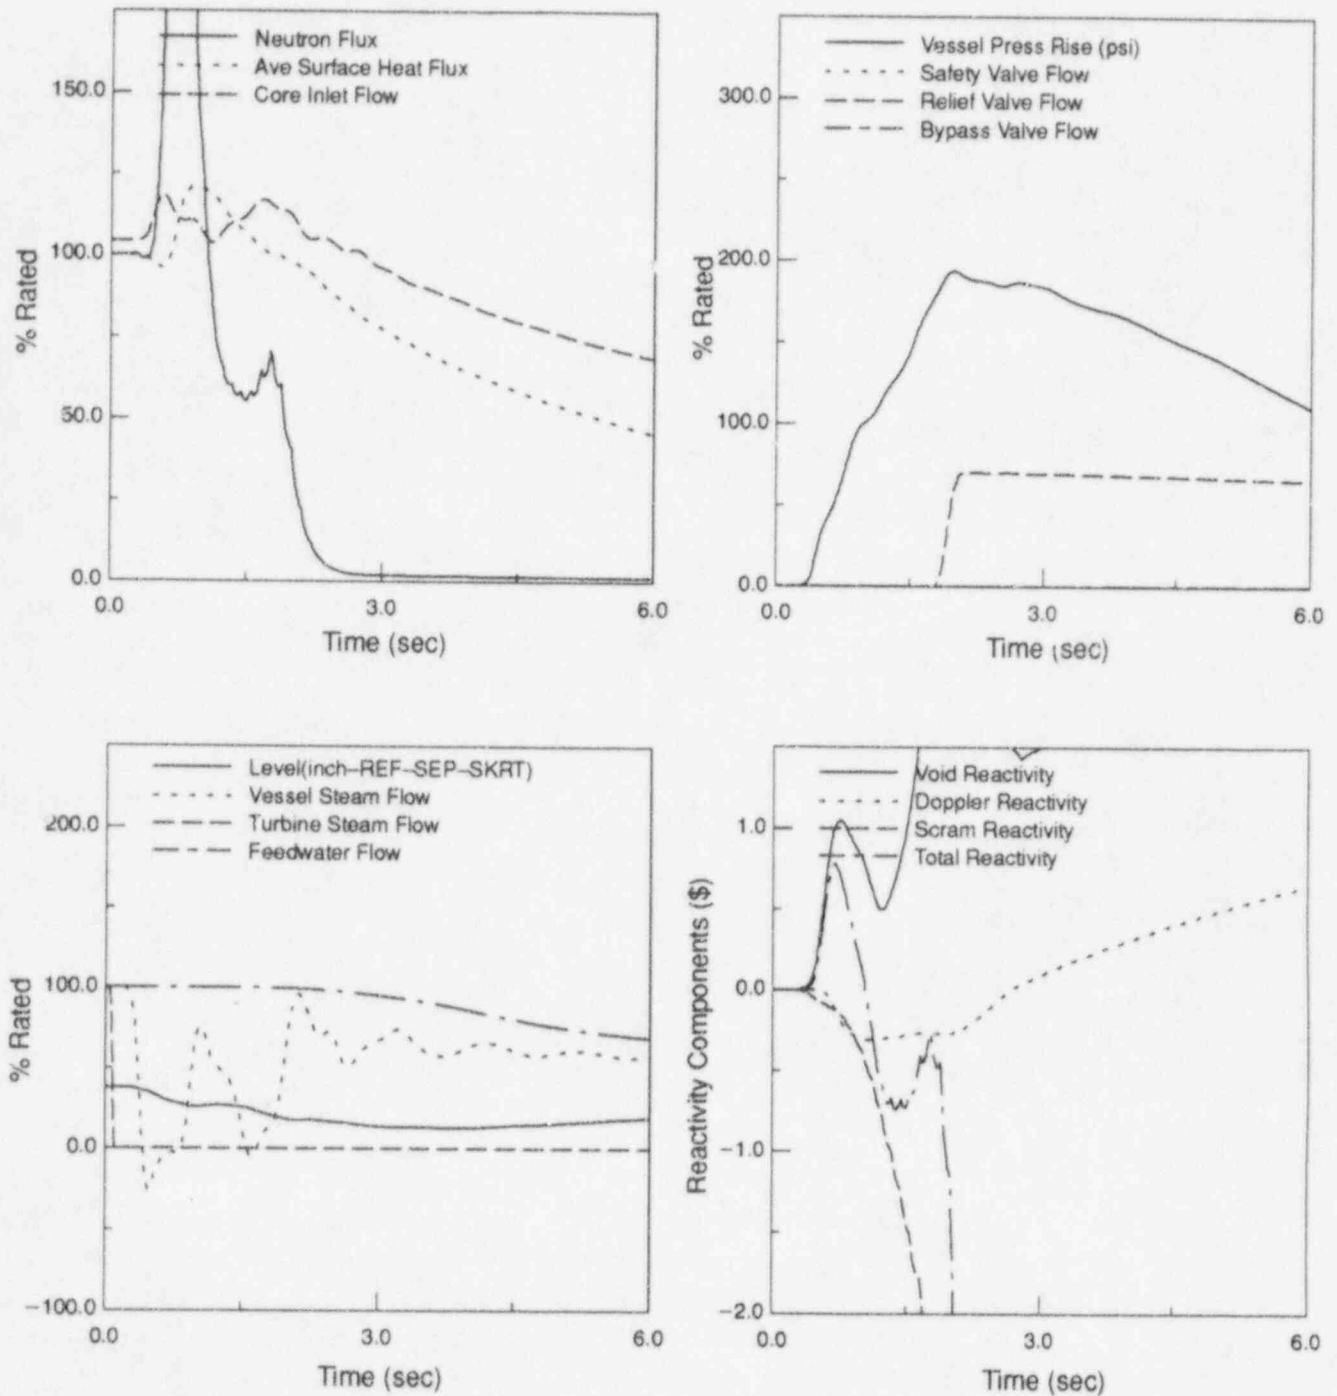 Neutron Flux
Ave Surface Heat Flux
Core Inlet Flow
150.0
100.0
50.0
0.0
% Rated
0.0
3.0
6.0
Time (sec)
Vessel Press Rise (psi)
Safety Valve Flow
Relief Valve Flow
Bypass Valve Flow
300.0
200.0
100.0
0.0
% Rated
0.0
3.0
6.0
Time (sec)
Level(inch-REF-SEP-SKRT)
Vessel Steam Flow
Turbine Steam Flow
Feedwater Flow
200.0
100.0
0.0
-100.0
% Rated
0.0
3.0
6.0
Time (sec)
Void Reactivity
Doppler Reactivity
Scram Reactivity
Total Reactivity
1.0
0.0
-1.0
-2.0
Reactivity Components ($)
0.0
3.0
6.0
Time (sec)